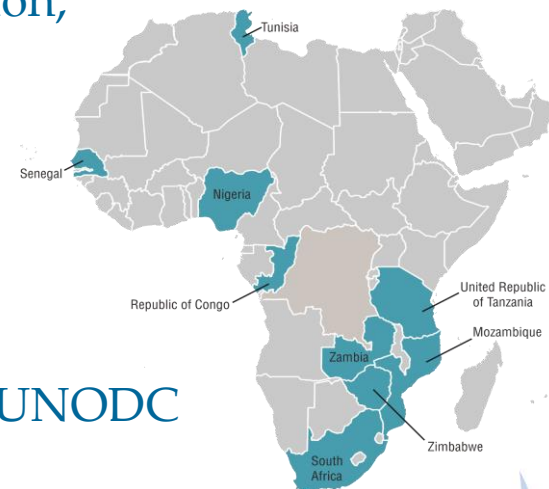 on,
Tunisia
Senegal
Nigeria
Republic of Congo
United Republic
of Tanzania
Mozambique
Zambia
UNODC
Zimbabwe
South
Africa